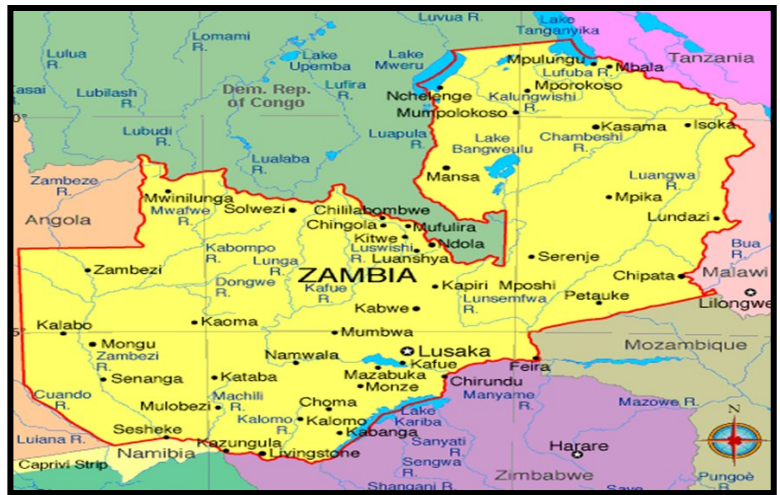 Luvua R.
Lake
Tanganyika
Lomami
R.
Lulua
R.
Lake
Upemba
Lake
Mweru
Mpulungu
Mbala
Tanzania
Lufuba R.
asai
R.
Lubilash
R.
Dem. Rep.
of Congo
Lufira
R.
Nchelenge
Mporokoso
Kalungwishi
R.
Mumpolokoso
0°
Lubudi
R.
Luapula
R.
Lake
Bangweulu
Chambeshi
R.
Kasama
Isoka
Lualaba
R.
Mansa
Luangwa
R.
Zambeze
R.
Mwinilunga
Mwafwe
R.
Solwezi
Chililabombwe
Mpika
Lundazi
Angola
Chingola
Mufulira
Kitwe
Ndola
Luswishi
R.
Luanshya
Kabompo
R.
Lunga
R.
Serenje
Bua
R.
Malawi
Zambezi
Dongwe
R.
ZAMBIA
Kafue
R.
Kapiri Mposhi
Chipata
Lunsemfwa
R.
Petauke
Lilongwe
Kabwe
Kalabo
Kaoma
Mumbwa
5°
Mongu
Zambezi
R.
Lusaka
Mozambique
Namwala
Kafue
Feira
Senanga
Kataba
Mazabuka
Monze
Chirundu
Manyame
R.
Cuando
R.
Machili
R.
Mulobezi
Choma
Lake
Kariba
Mazowe R.
N
Kalomo
R.
Kalomo
Luiana R.
Sesheke
Kabanga
Sanyati
R.
Harare
Kazungula
Livingstone
Namibia
Caprivi Strip
Sengwa
R.
Zimbabwe
Pungoè
R.
Shangani R.
Save